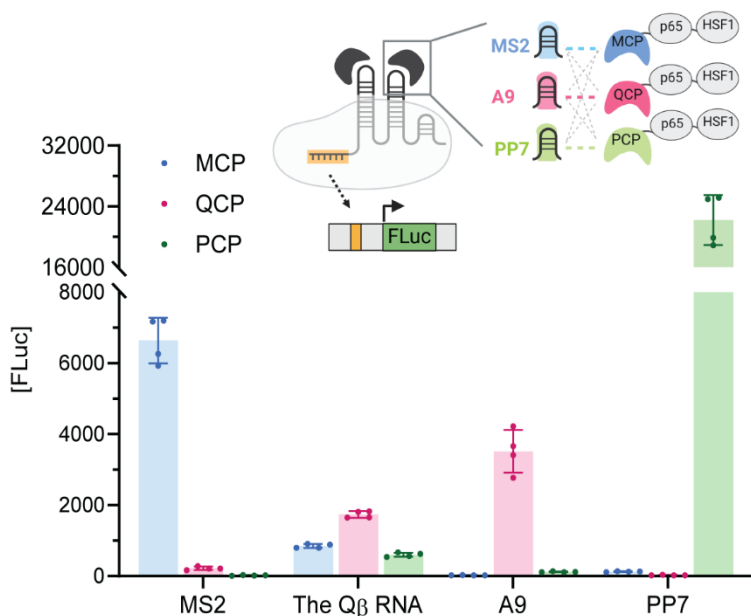 MS2 MCP p65 HSF1
A9 QCP p65 HSF1
PP7 PCP p65 HSF1
FLuc
MCP
QCP
PCP
[FLuc]
32000
24000
16000
8000
6000
4000
2000
0
MS2 The Qβ RNA A9 PP7